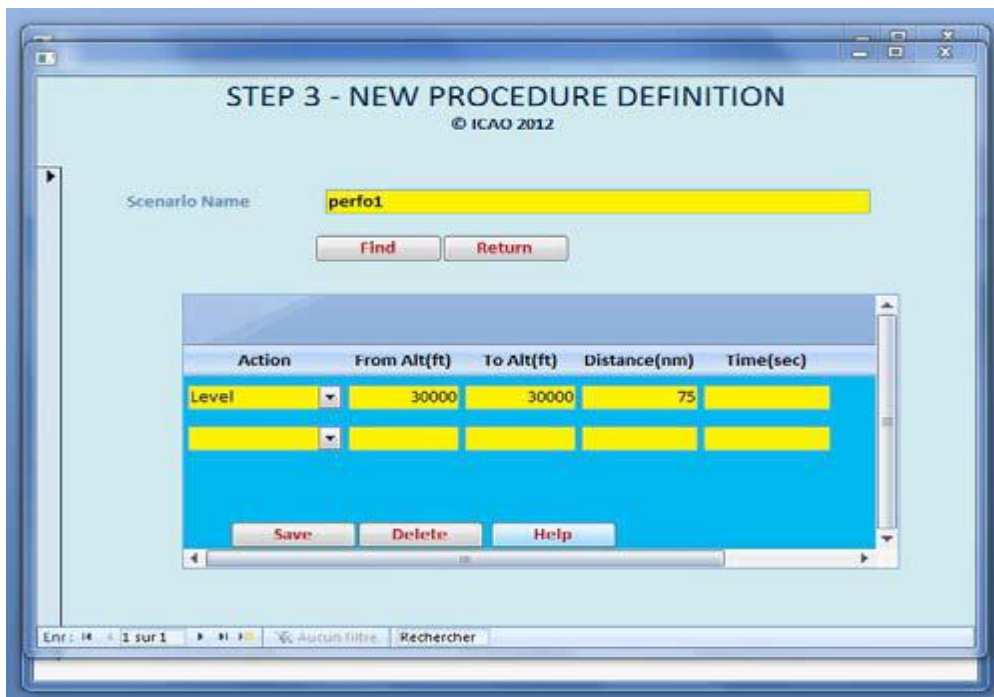 STEP 3 - NEW PROCEDURE DEFINITION
© ICAO 2012
Scenario Name perfo1
Find Return
Action From Alt(ft) To Alt(ft) Distance(nm) Time(sec)
Level 30000 30000 75
Save Delete Help
Enr: 1 sur 1 Aucun filtre Rechercher